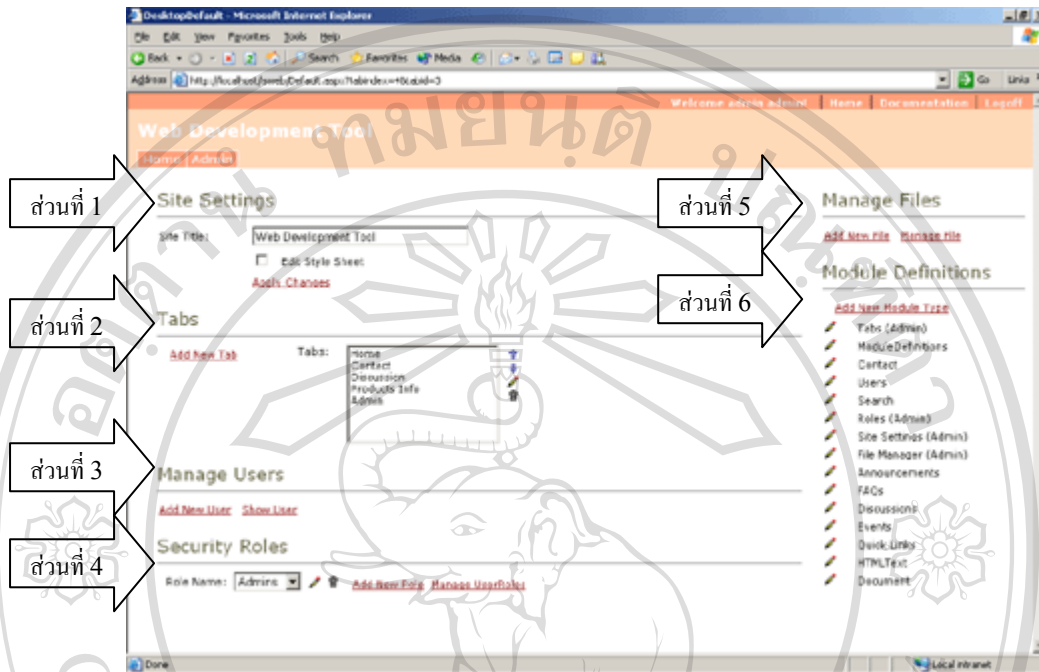 DesktopDefault - Microsoft Internet Explorer
File Edit View Favorites Tools Help
Back Search Favorites Media
Address http://localhost/sweb/Default.aspx?tabindex=4&tabid=3 Go Links
Welcome admin admin! Home Documentation Logoff
Web Development Tool
Home Admin
ส่วนที่ 1
Site Settings
Site Title: Web Development Tool
Edit Style Sheet
Apply Changes
ส่วนที่ 2
Tabs
Add New Tab Tabs:
Home
Contact
Discussion
Products Info
Admin
ส่วนที่ 3
Manage Users
Add New User Show User
ส่วนที่ 4
Security Roles
Role Name: Admins Add New Role Manage UserRoles
ส่วนที่ 5
Manage Files
Add New File Manage File
ส่วนที่ 6
Module Definitions
Add New Module Type
Tabs (Admin)
ModuleDefinitions
Contact
Users
Search
Roles (Admin)
Site Settings (Admin)
File Manager (Admin)
Announcements
FAQs
Discussions
Events
Quick Links
HTMLText
Document
Done Local intranet